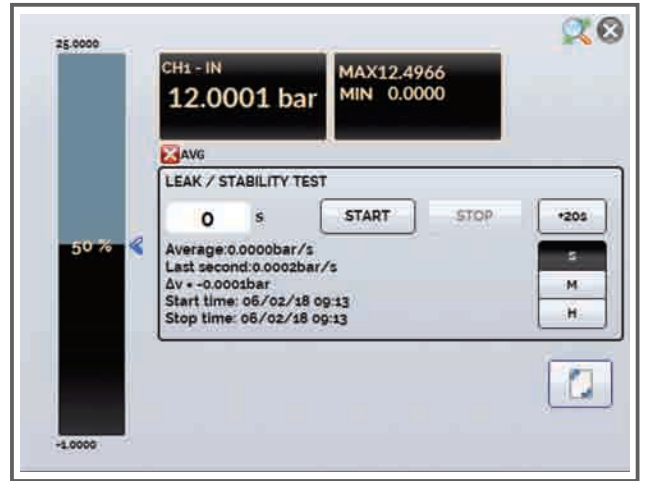 25.0000
CH1 - IN
12.0001 bar
MAX12.4966
MIN 0.0000
AVG
LEAK / STABILITY TEST
0 s START STOP +20s
50 %
Average:0.0000bar/s
Last second:0.0002bar/s
Δv = -0.0001bar
Start time: 06/02/18 09:13
Stop time: 06/02/18 09:13
S
M
H
-1.0000